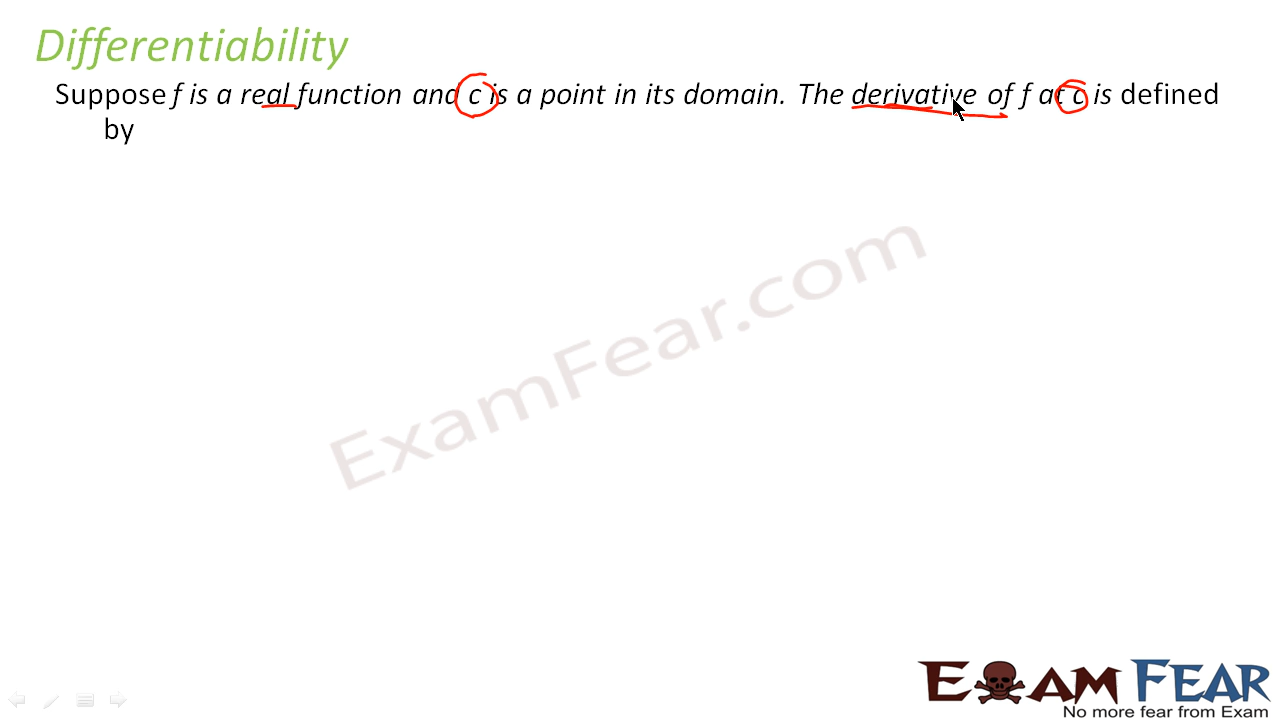 Differentiability
Suppose f is a real function and c is a point in its domain. The derivative of f at c is defined
by
ExamFear.com
EXAM FEAR
No more fear from Exam